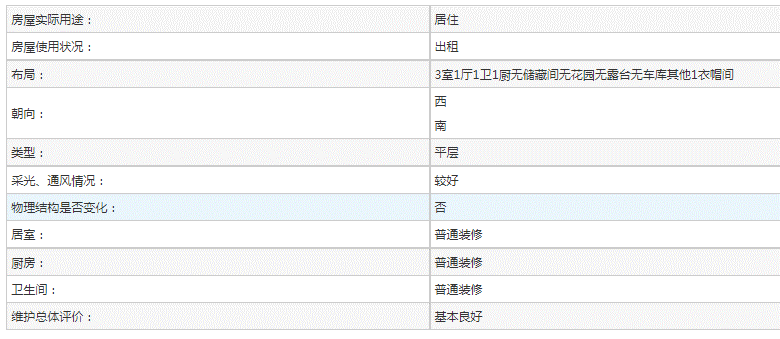 房屋实际用途： 居住
房屋使用状况： 出租
布局： 3室1厅1卫1厨无储藏间无花园无露台无车库其他1衣帽间
朝向： 西
南
类型： 平层
采光、通风情况： 较好
物理结构是否变化： 否
居室： 普通装修
厨房： 普通装修
卫生间： 普通装修
维护总体评价： 基本良好